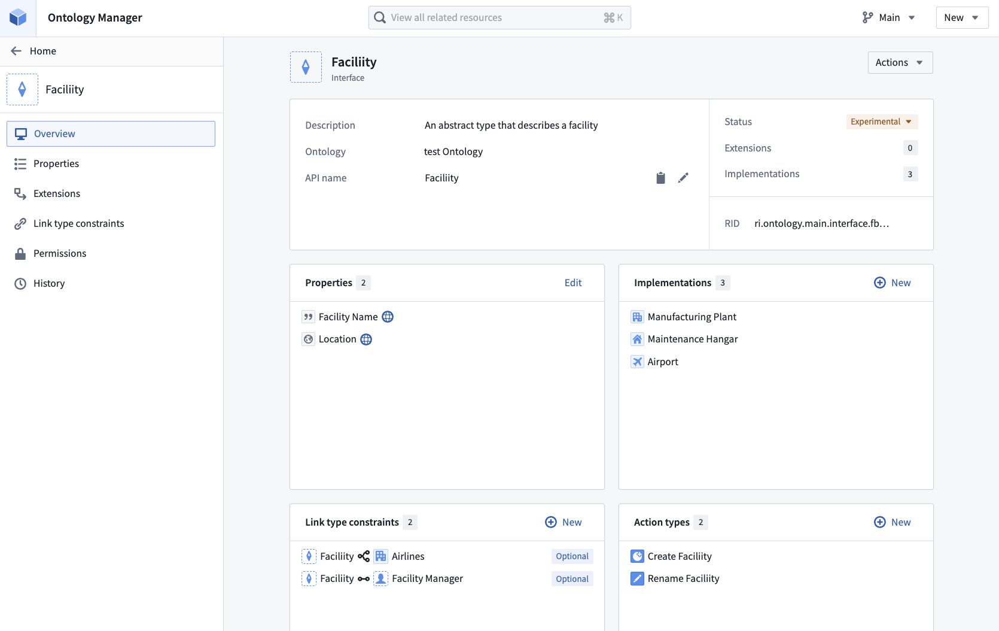 Ontology Manager
View all related resources
⌘ K
Main
New
Home
Faciliity
Overview
Properties
Extensions
Link type constraints
Permissions
History
Faciliity
Interface
Actions
Description An abstract type that describes a facility
Ontology test Ontology
API name Faciliity
Status Experimental
Extensions 0
Implementations 3
RID ri.ontology.main.interface.fb…
Properties 2 Edit
Facility Name
Location
Implementations 3 New
Manufacturing Plant
Maintenance Hangar
Airport
Link type constraints 2 New
Faciliity Airlines Optional
Faciliity Facility Manager Optional
Action types 2 New
Create Faciliity
Rename Faciliity